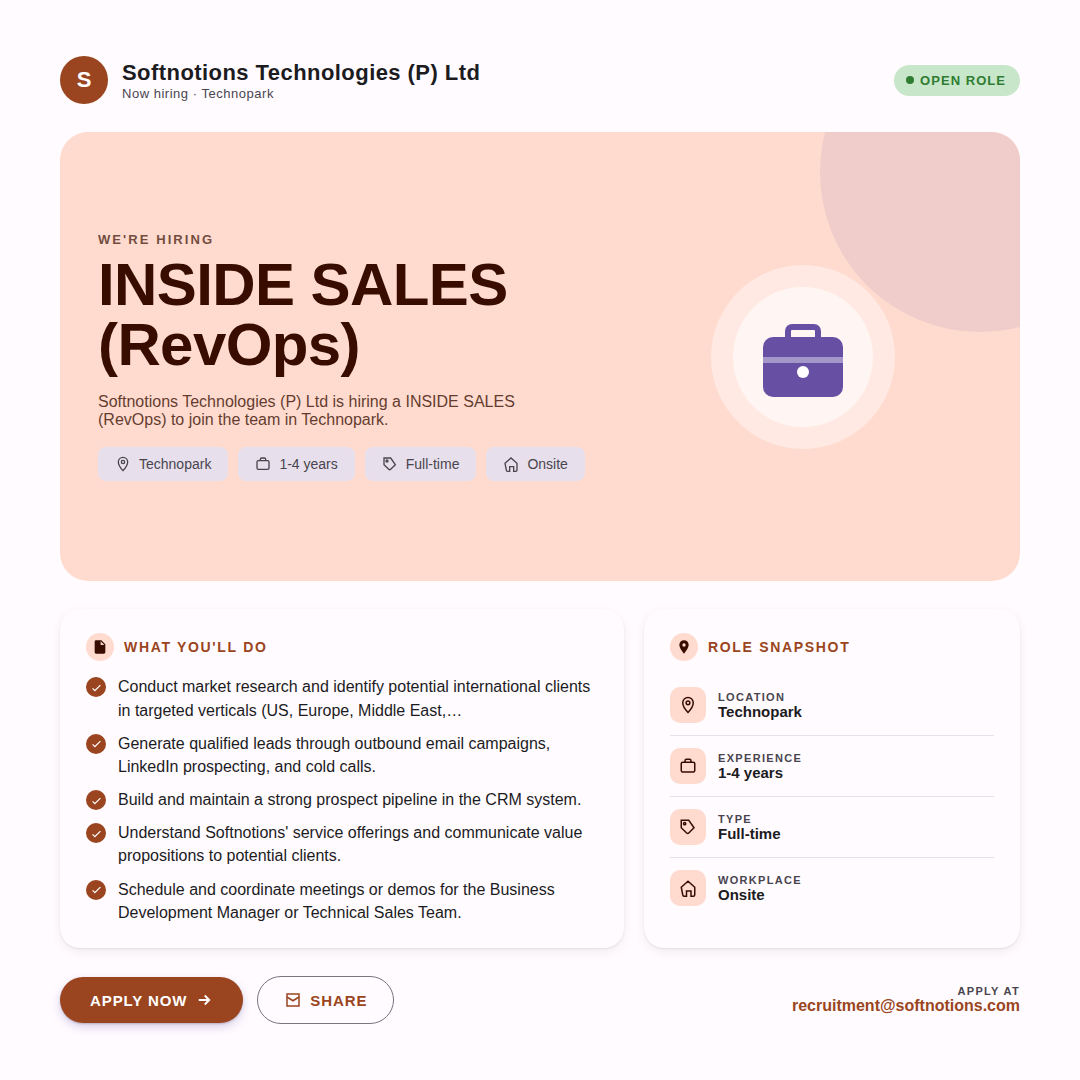 S
Softnotions Technologies (P) Ltd
Now hiring · Technopark
OPEN ROLE
WE'RE HIRING
INSIDE SALES
(RevOps)
Softnotions Technologies (P) Ltd is hiring a INSIDE SALES
(RevOps) to join the team in Technopark.
Technopark
1-4 years
Full-time
Onsite
WHAT YOU'LL DO
Conduct market research and identify potential international clients
in targeted verticals (US, Europe, Middle East,…
Generate qualified leads through outbound email campaigns,
LinkedIn prospecting, and cold calls.
Build and maintain a strong prospect pipeline in the CRM system.
Understand Softnotions' service offerings and communicate value
propositions to potential clients.
Schedule and coordinate meetings or demos for the Business
Development Manager or Technical Sales Team.
ROLE SNAPSHOT
LOCATION
Technopark
EXPERIENCE
1-4 years
TYPE
Full-time
WORKPLACE
Onsite
APPLY NOW
SHARE
APPLY AT
recruitment@softnotions.com